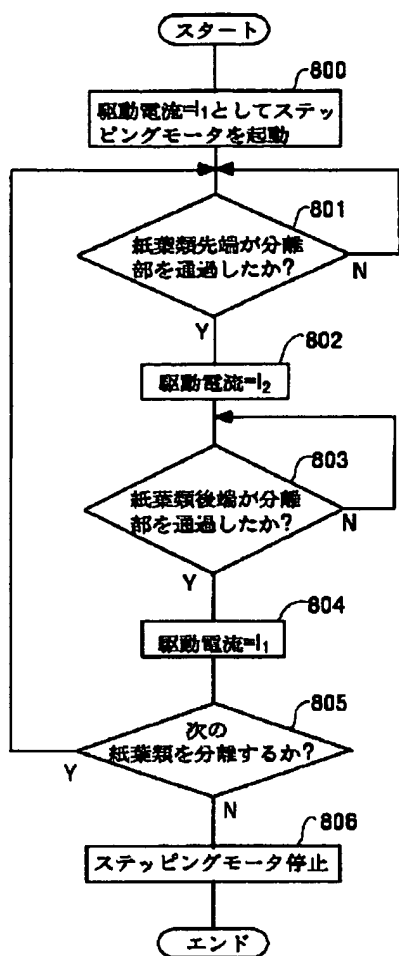 スタート
800
駆動電流=I₁としてステッ
ピングモータを起動
801
紙葉類先端が分離
部を通過したか?
N
Y
802
駆動電流=I₂
803
紙葉類後端が分離
部を通過したか?
N
Y
804
駆動電流=I₁
805
次の
紙葉類を分離するか?
Y
N
806
ステッピングモータ停止
エンド